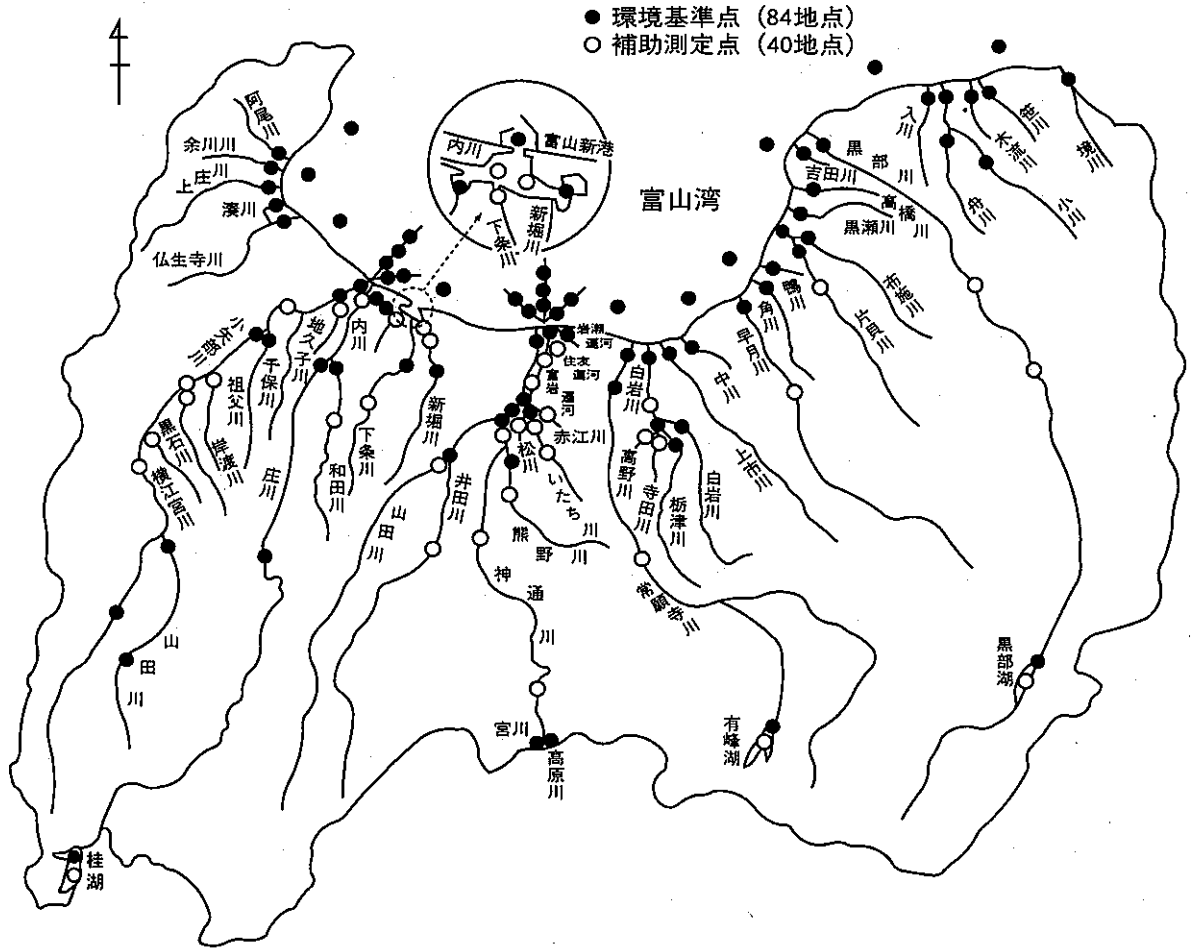 ● 環境基準点（84地点）
○ 補助測定点（40地点）
阿尾川
余川川
上庄川
湊川
仏生寺川
内川
富山新港
下条川
新堀川
富山湾
入川
笹川
木流川
境川
黒部川
吉田川
高橋川
黒瀬川
舟川
小川
布施川
片貝川
鴨川
角川
早月川
中川
上市川
白岩川
岩瀬運河
住友運河
富岩運河
赤江川
松川
いたち川
熊野川
神通川
井田川
山田川
小矢部川
千保川
地久子川
内川
祖父川
岸渡川
黒石川
横江宮川
庄川
和田川
下条川
新堀川
高野川
寺田川
栃津川
白岩川
常願寺川
山田川
宮川
高原川
有峰湖
黒部湖
桂湖